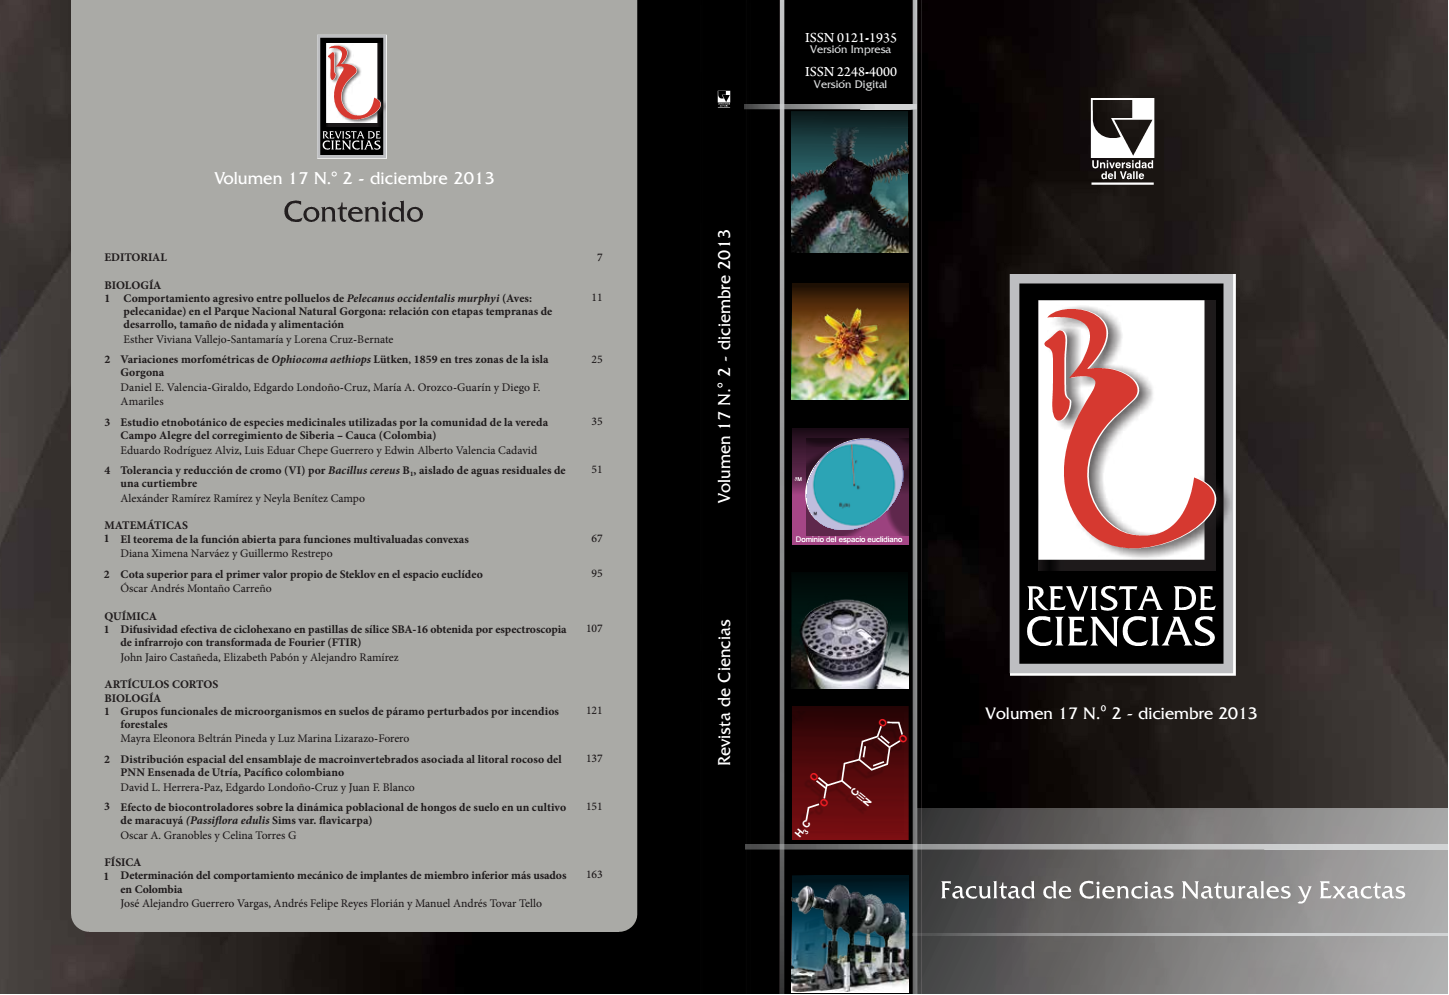 REVISTA DE
CIENCIAS
Volumen 17 N.° 2 - diciembre 2013
Contenido
EDITORIAL 7
BIOLOGÍA
1 Comportamiento agresivo entre polluelos de Pelecanus occidentalis murphyi (Aves: 11
pelecanidae) en el Parque Nacional Natural Gorgona: relación con etapas tempranas de
desarrollo, tamaño de nidada y alimentación
Esther Viviana Vallejo-Santamaría y Lorena Cruz-Bernate
2 Variaciones morfométricas de Ophiocoma aethiops Lütken, 1859 en tres zonas de la isla 25
Gorgona
Daniel E. Valencia-Giraldo, Edgardo Londoño-Cruz, María A. Orozco-Guarín y Diego F.
Amariles
3 Estudio etnobotánico de especies medicinales utilizadas por la comunidad de la vereda 35
Campo Alegre del corregimiento de Siberia – Cauca (Colombia)
Eduardo Rodríguez Alviz, Luis Eduar Chepe Guerrero y Edwin Alberto Valencia Cadavid
4 Tolerancia y reducción de cromo (VI) por Bacillus cereus B₁, aislado de aguas residuales de 51
una curtiembre
Alexánder Ramírez Ramírez y Neyla Benítez Campo
MATEMÁTICAS
1 El teorema de la función abierta para funciones multivaluadas convexas 67
Diana Ximena Narváez y Guillermo Restrepo
2 Cota superior para el primer valor propio de Steklov en el espacio euclídeo 95
Óscar Andrés Montaño Carreño
QUÍMICA
1 Difusividad efectiva de ciclohexano en pastillas de sílice SBA-16 obtenida por espectroscopia 107
de infrarrojo con transformada de Fourier (FTIR)
John Jairo Castañeda, Elizabeth Pabón y Alejandro Ramírez
ARTÍCULOS CORTOS
BIOLOGÍA
1 Grupos funcionales de microorganismos en suelos de páramo perturbados por incendios 121
forestales
Mayra Eleonora Beltrán Pineda y Luz Marina Lizarazo-Forero
2 Distribución espacial del ensamblaje de macroinvertebrados asociada al litoral rocoso del 137
PNN Ensenada de Utría, Pacífico colombiano
David L. Herrera-Paz, Edgardo Londoño-Cruz y Juan F. Blanco
3 Efecto de biocontroladores sobre la dinámica poblacional de hongos de suelo en un cultivo 151
de maracuyá (Passiflora edulis Sims var. flavicarpa)
Oscar A. Granobles y Celina Torres G
FÍSICA
1 Determinación del comportamiento mecánico de implantes de miembro inferior más usados 163
en Colombia
José Alejandro Guerrero Vargas, Andrés Felipe Reyes Florián y Manuel Andrés Tovar Tello
Revista de Ciencias
Volumen 17 N.° 2 - diciembre 2013
ISSN 0121-1935
Versión Impresa
ISSN 2248-4000
Versión Digital
M
Dominio del espacio euclidiano
O
O
O
O
C≡N
H₃C
Universidad
del Valle
REVISTA DE
CIENCIAS
Volumen 17 N.º 2 - diciembre 2013
Facultad de Ciencias Naturales y Exactas